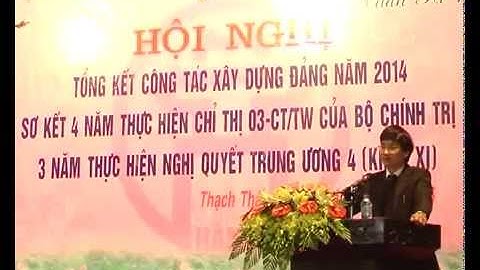 HỘI NGHỊ
TỔNG KẾT CÔNG TÁC XÂY DỰNG ĐẢNG NĂM 2014
SƠ KẾT 4 NĂM THỰC HIỆN CHỈ THỊ 03-CT/TW CỦA BỘ CHÍNH TRỊ
3 NĂM THỰC HIỆN NGHỊ QUYẾT TRUNG ƯƠNG 4 (K XI)
Thạch Th